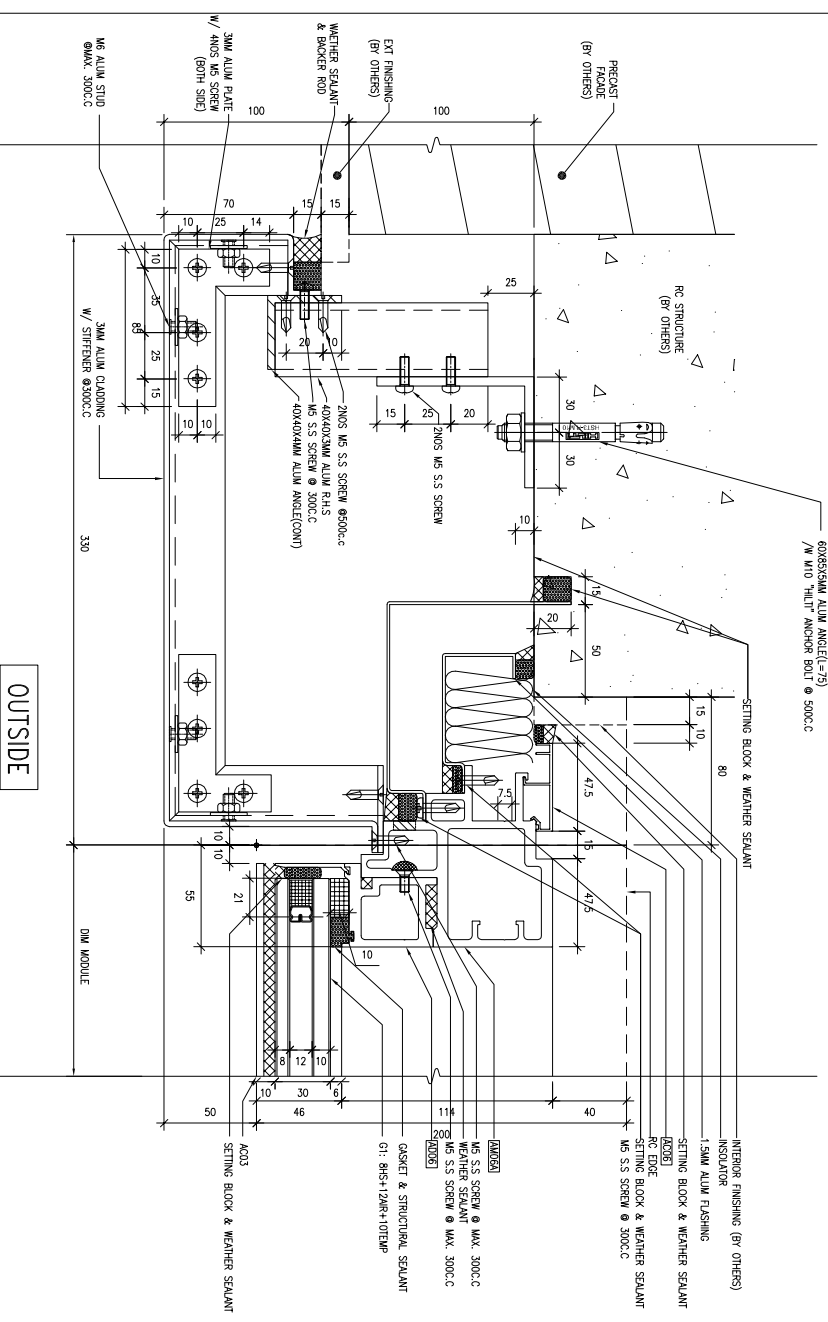 60X85X5MM ALUM ANGLE(L=75)
/W M10 "HILTI" ANCHOR BOLT @ 500C.C
SETTING BLOCK & WEATHER SEALANT
PRECAST
FACADE
(BY OTHERS)
EXT FINISHING
(BY OTHERS)
WAETHER SEALANT
& BACKER ROD
3MM ALUM PLATE
W/ 4NOS M5 SCREW
(BOTH SIDE)
M6 ALUM STUD
@MAX. 300C.C
RC STRUCTURE
(BY OTHERS)
2NOS M5 S.S SCREW
2NOS M5 S.S SCREW @500c.c
M5 S.S SCREW @ 300C.C
40X40X3MM ALUM R.H.S
40X40X4MM ALUM ANGLE(CONT)
3MM ALUM CLADDING
W/ STIFFENER @300C.C
INTERIOR FINISHING (BY OTHERS)
INSOLATOR
1.5MM ALUM FLASHING
SETTING BLOCK & WEATHER SEALANT
AC06
RC EDGE
SETTING BLOCK & WEATHER SEALANT
M5 S.S SCREW @ 300C.C
AM06A
M5 S.S SCREW @ MAX. 300C.C
WEATHER SEALANT
M5 S.S SCREW @ MAX. 300C.C
AD06
GASKET & STRUCTURAL SEALANT
G1: 8HS+12AIR+10TEMP
AC03
SETTING BLOCK & WEATHER SEALANT
100
100
70
15
15
10
25
14
10
35
85
25
15
10
10
20
10
15
25
20
25
30
30
10
15
20
50
15
10
80
47.5
7.5
15
47.5
10
10
55
21
10
8
12
10
10
30
6
50
46
114
40
200
330
DIM MODULE
OUTSIDE